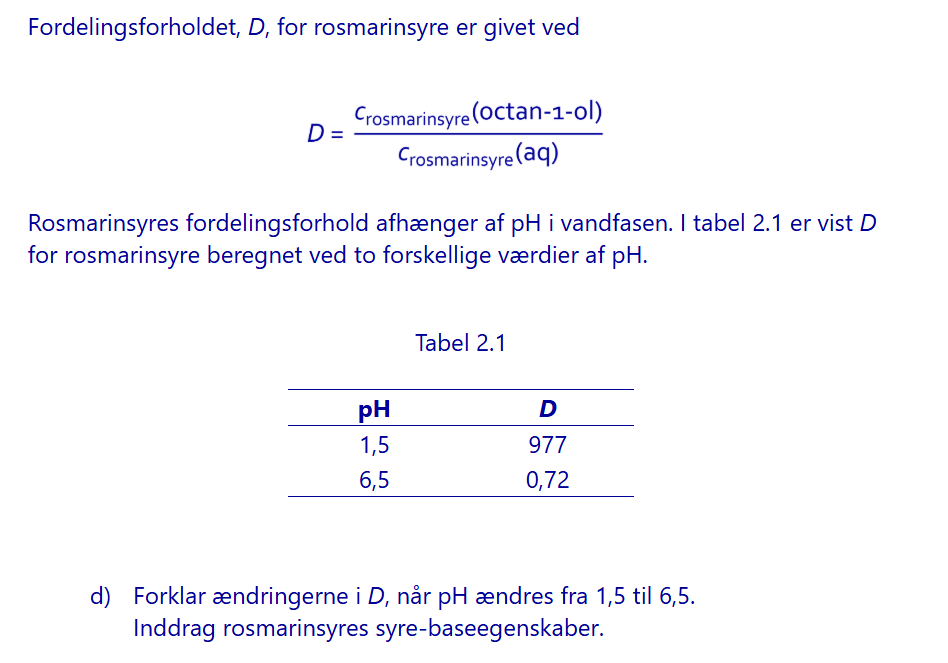 Fordelingsforholdet, D, for rosmarinsyre er givet ved
D = c_rosmarinsyre(octan-1-ol) / c_rosmarinsyre(aq)
Rosmarinsyres fordelingsforhold afhænger af pH i vandfasen. I tabel 2.1 er vist D
for rosmarinsyre beregnet ved to forskellige værdier af pH.
Tabel 2.1
pH D
1,5 977
6,5 0,72
d) Forklar ændringerne i D, når pH ændres fra 1,5 til 6,5.
Inddrag rosmarinsyres syre-baseegenskaber.